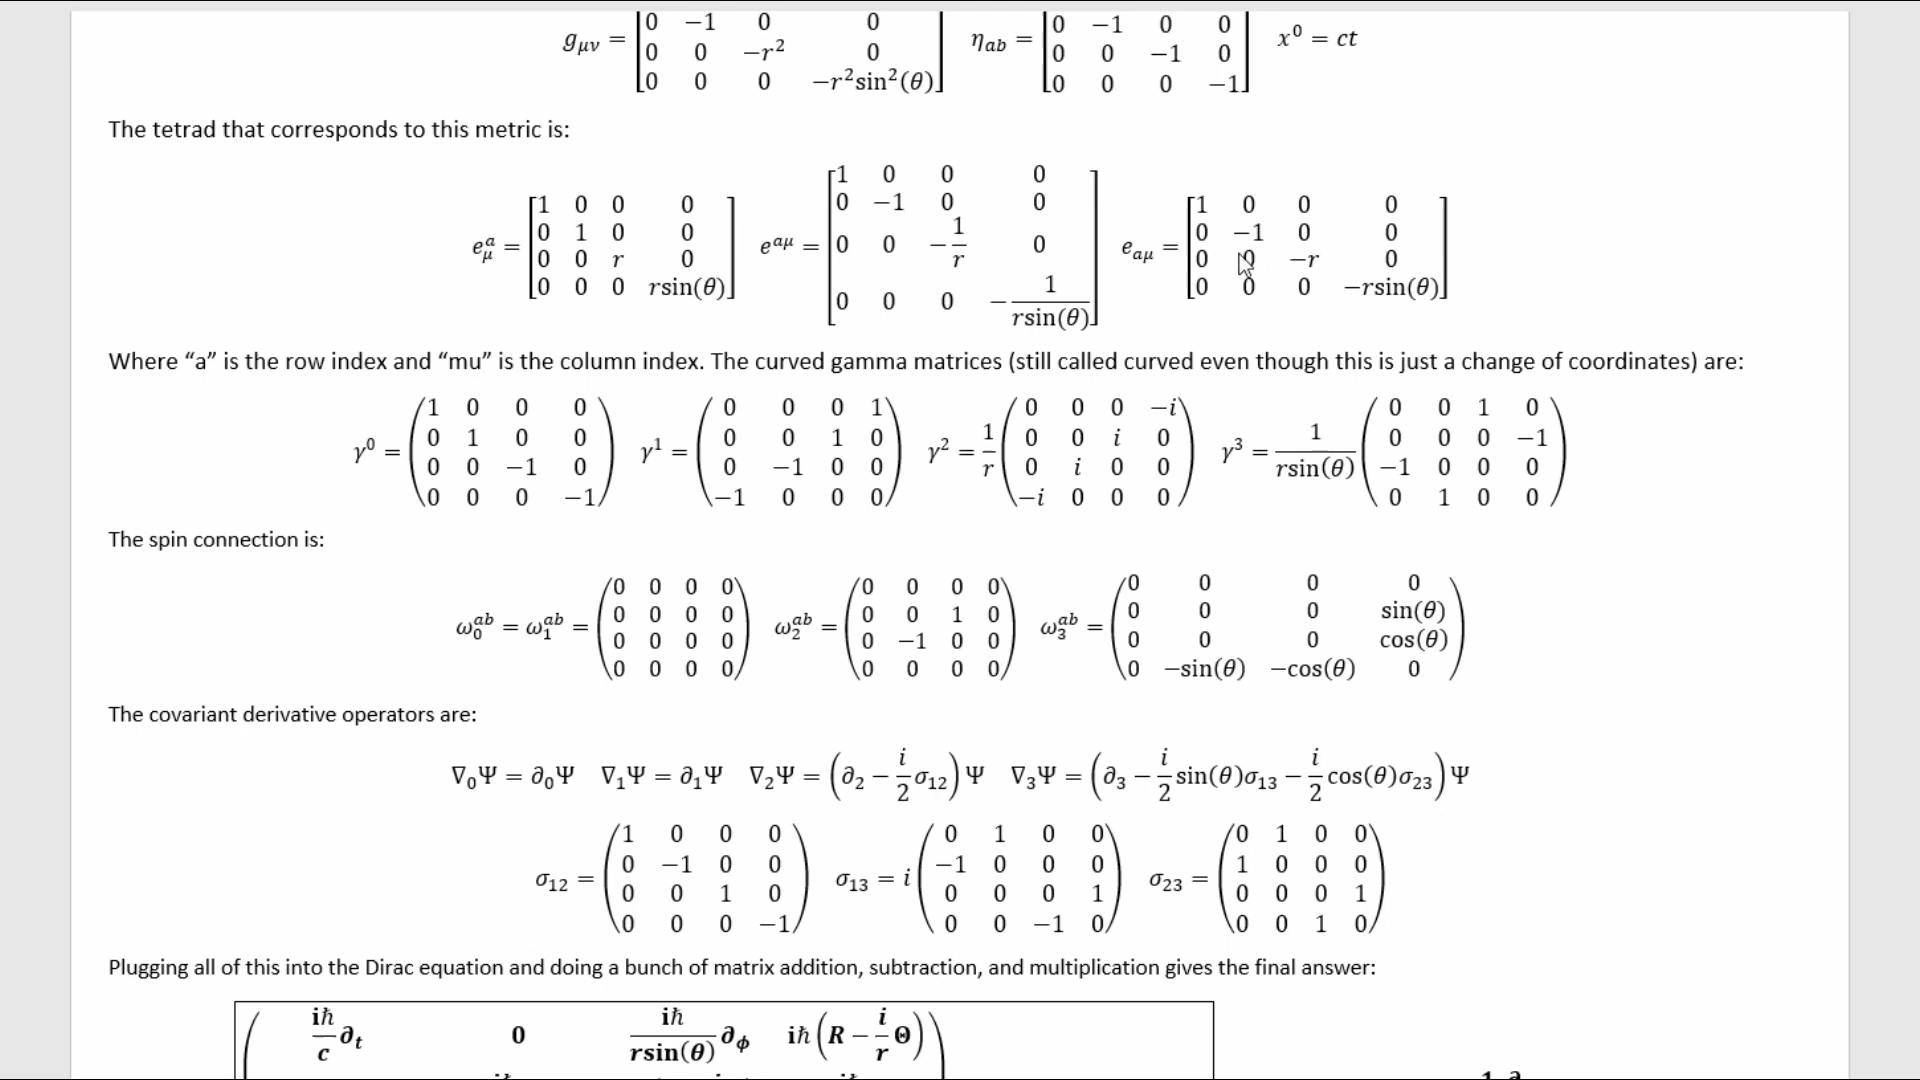 g_{μν} = [0 −1 0 0; 0 0 −r² 0; 0 0 0 −r²sin²(θ)] η_{ab} = [0 −1 0 0; 0 0 −1 0; 0 0 0 −1] x⁰ = ct
The tetrad that corresponds to this metric is:
e^a_μ = [1 0 0 0; 0 1 0 0; 0 0 r 0; 0 0 0 rsin(θ)] e^{aμ} = [1 0 0 0; 0 −1 0 0; 0 0 −1/r 0; 0 0 0 −1/rsin(θ)] e_{aμ} = [1 0 0 0; 0 −1 0 0; 0 0 −r 0; 0 0 0 −rsin(θ)]
Where “a” is the row index and “mu” is the column index. The curved gamma matrices (still called curved even though this is just a change of coordinates) are:
γ⁰ = (1 0 0 0; 0 1 0 0; 0 0 −1 0; 0 0 0 −1) γ¹ = (0 0 0 1; 0 0 1 0; 0 −1 0 0; −1 0 0 0) γ² = 1/r (0 0 0 −i; 0 0 i 0; 0 i 0 0; −i 0 0 0) γ³ = 1/rsin(θ) (0 0 1 0; 0 0 0 −1; −1 0 0 0; 0 1 0 0)
The spin connection is:
ω₀^{ab} = ω₁^{ab} = (0 0 0 0; 0 0 0 0; 0 0 0 0; 0 0 0 0) ω₂^{ab} = (0 0 0 0; 0 0 1 0; 0 −1 0 0; 0 0 0 0) ω₃^{ab} = (0 0 0 0; 0 0 0 sin(θ); 0 0 0 cos(θ); 0 −sin(θ) −cos(θ) 0)
The covariant derivative operators are:
∇₀Ψ = ∂₀Ψ ∇₁Ψ = ∂₁Ψ ∇₂Ψ = (∂₂ − i/2 σ₁₂)Ψ ∇₃Ψ = (∂₃ − i/2 sin(θ)σ₁₃ − i/2 cos(θ)σ₂₃)Ψ
σ₁₂ = (1 0 0 0; 0 −1 0 0; 0 0 1 0; 0 0 0 −1) σ₁₃ = i (0 1 0 0; −1 0 0 0; 0 0 0 1; 0 0 −1 0) σ₂₃ = (0 1 0 0; 1 0 0 0; 0 0 0 1; 0 0 1 0)
Plugging all of this into the Dirac equation and doing a bunch of matrix addition, subtraction, and multiplication gives the final answer:
iħ/c ∂_t 0 iħ/rsin(θ) ∂_ϕ iħ(R − i/r Θ)